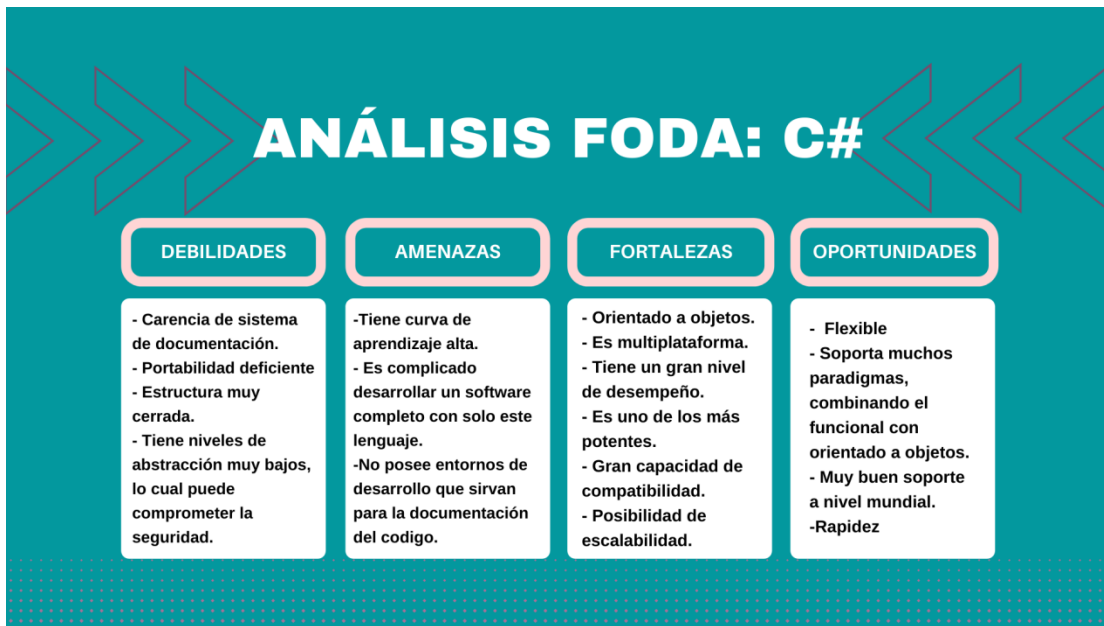 ANÁLISIS FODA: C#
DEBILIDADES
- Carencia de sistema
de documentación.
- Portabilidad deficiente
- Estructura muy
cerrada.
- Tiene niveles de
abstracción muy bajos,
lo cual puede
comprometer la
seguridad.
AMENAZAS
-Tiene curva de
aprendizaje alta.
- Es complicado
desarrollar un software
completo con solo este
lenguaje.
-No posee entornos de
desarrollo que sirvan
para la documentación
del codigo.
FORTALEZAS
- Orientado a objetos.
- Es multiplataforma.
- Tiene un gran nivel
de desempeño.
- Es uno de los más
potentes.
- Gran capacidad de
compatibilidad.
- Posibilidad de
escalabilidad.
OPORTUNIDADES
- Flexible
- Soporta muchos
paradigmas,
combinando el
funcional con
orientado a objetos.
- Muy buen soporte
a nivel mundial.
-Rapidez